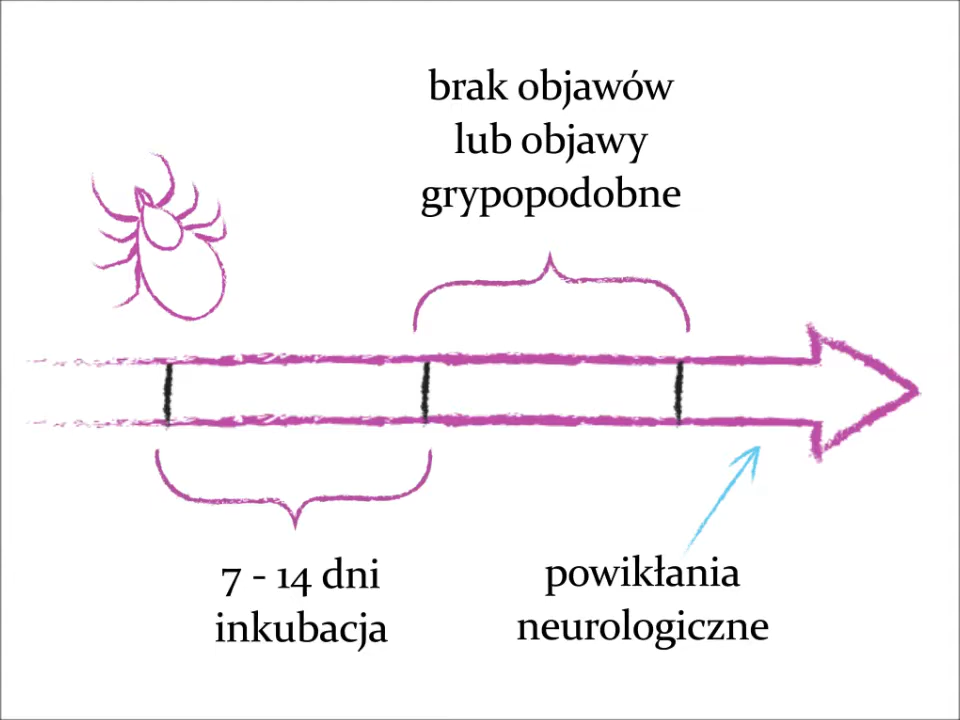 brak objawów
lub objawy
grypopodobne
7 - 14 dni
inkubacja
powikłania
neurologiczne